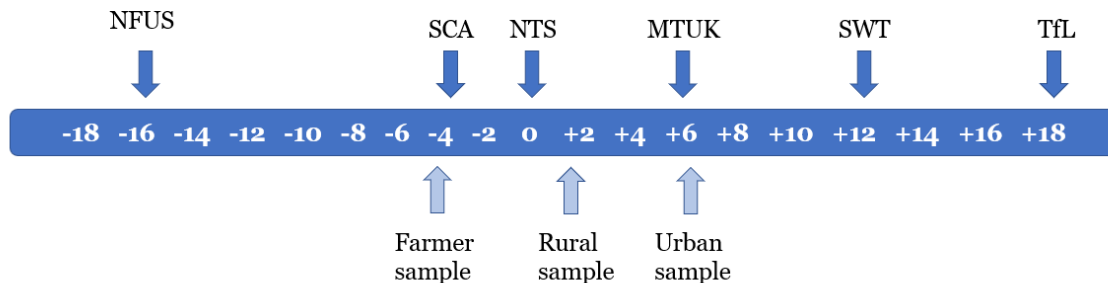 NFUS SCA NTS MTUK SWT TfL
-18 -16 -14 -12 -10 -8 -6 -4 -2 0 +2 +4 +6 +8 +10 +12 +14 +16 +18
Farmer Rural Urban
sample sample sample